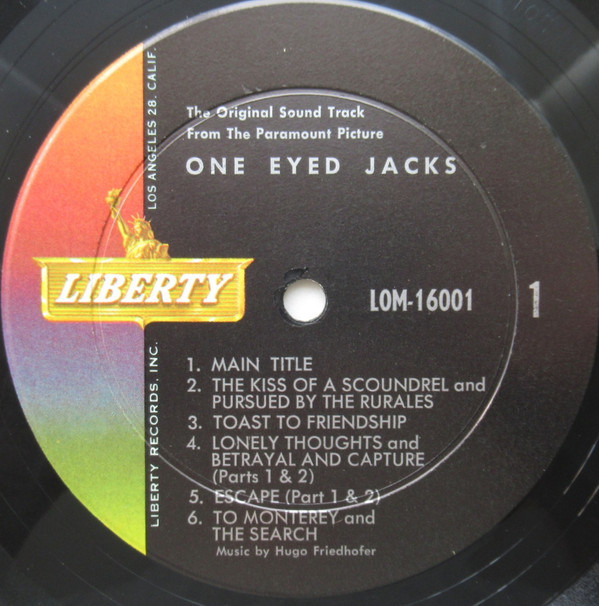 The Original Sound Track
From The Paramount Picture
ONE EYED JACKS
LIBERTY
LIBERTY RECORDS, INC. LOS ANGELES 28, CALIF.
LOM-16001
1
1. MAIN TITLE
2. THE KISS OF A SCOUNDREL and
PURSUED BY THE RURALES
3. TOAST TO FRIENDSHIP
4. LONELY THOUGHTS and
BETRAYAL AND CAPTURE
(Parts 1 & 2)
5. ESCAPE (Part 1 & 2)
6. TO MONTEREY and
THE SEARCH
Music by Hugo Friedhofer